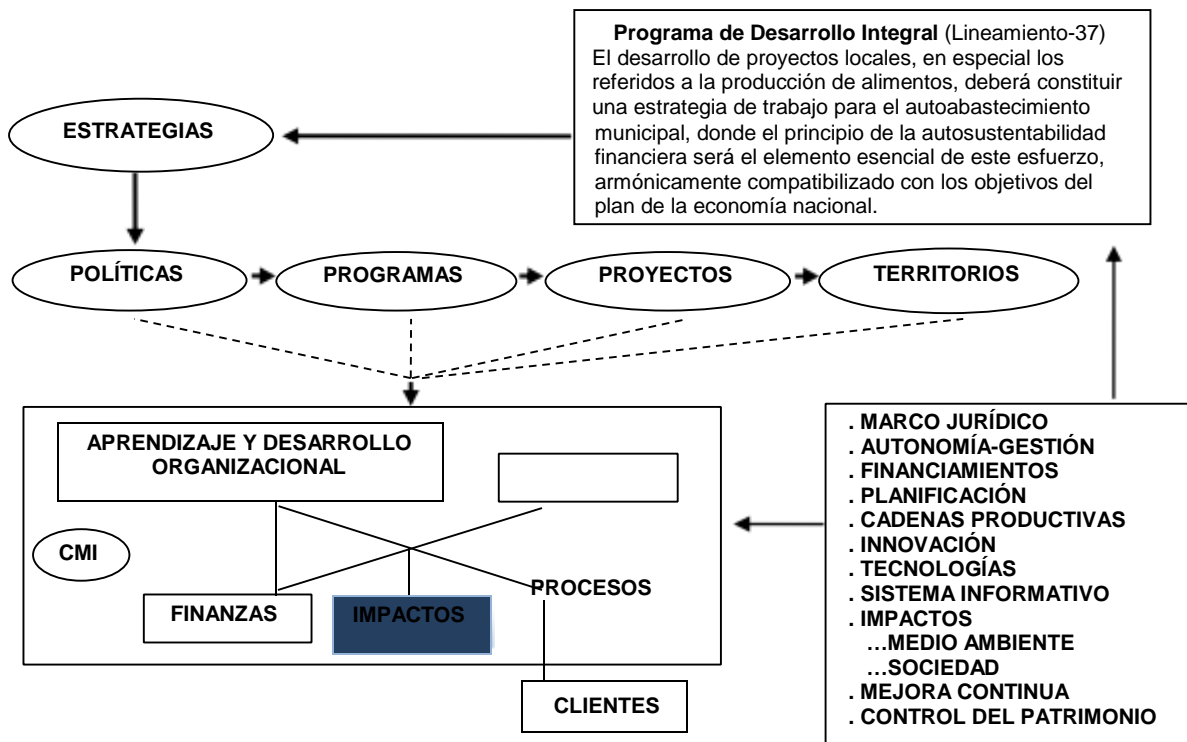 Programa de Desarrollo Integral (Lineamiento-37)
El desarrollo de proyectos locales, en especial los
referidos a la producción de alimentos, deberá constituir
una estrategia de trabajo para el autoabastecimiento
municipal, donde el principio de la autosustentabilidad
financiera será el elemento esencial de este esfuerzo,
armónicamente compatibilizado con los objetivos del
plan de la economía nacional.
ESTRATEGIAS
POLÍTICAS
PROGRAMAS
PROYECTOS
TERRITORIOS
APRENDIZAJE Y DESARROLLO
ORGANIZACIONAL
CMI
PROCESOS
FINANZAS
IMPACTOS
CLIENTES
. MARCO JURÍDICO
. AUTONOMÍA-GESTIÓN
. FINANCIAMIENTOS
. PLANIFICACIÓN
. CADENAS PRODUCTIVAS
. INNOVACIÓN
. TECNOLOGÍAS
. SISTEMA INFORMATIVO
. IMPACTOS
…MEDIO AMBIENTE
…SOCIEDAD
. MEJORA CONTINUA
. CONTROL DEL PATRIMONIO